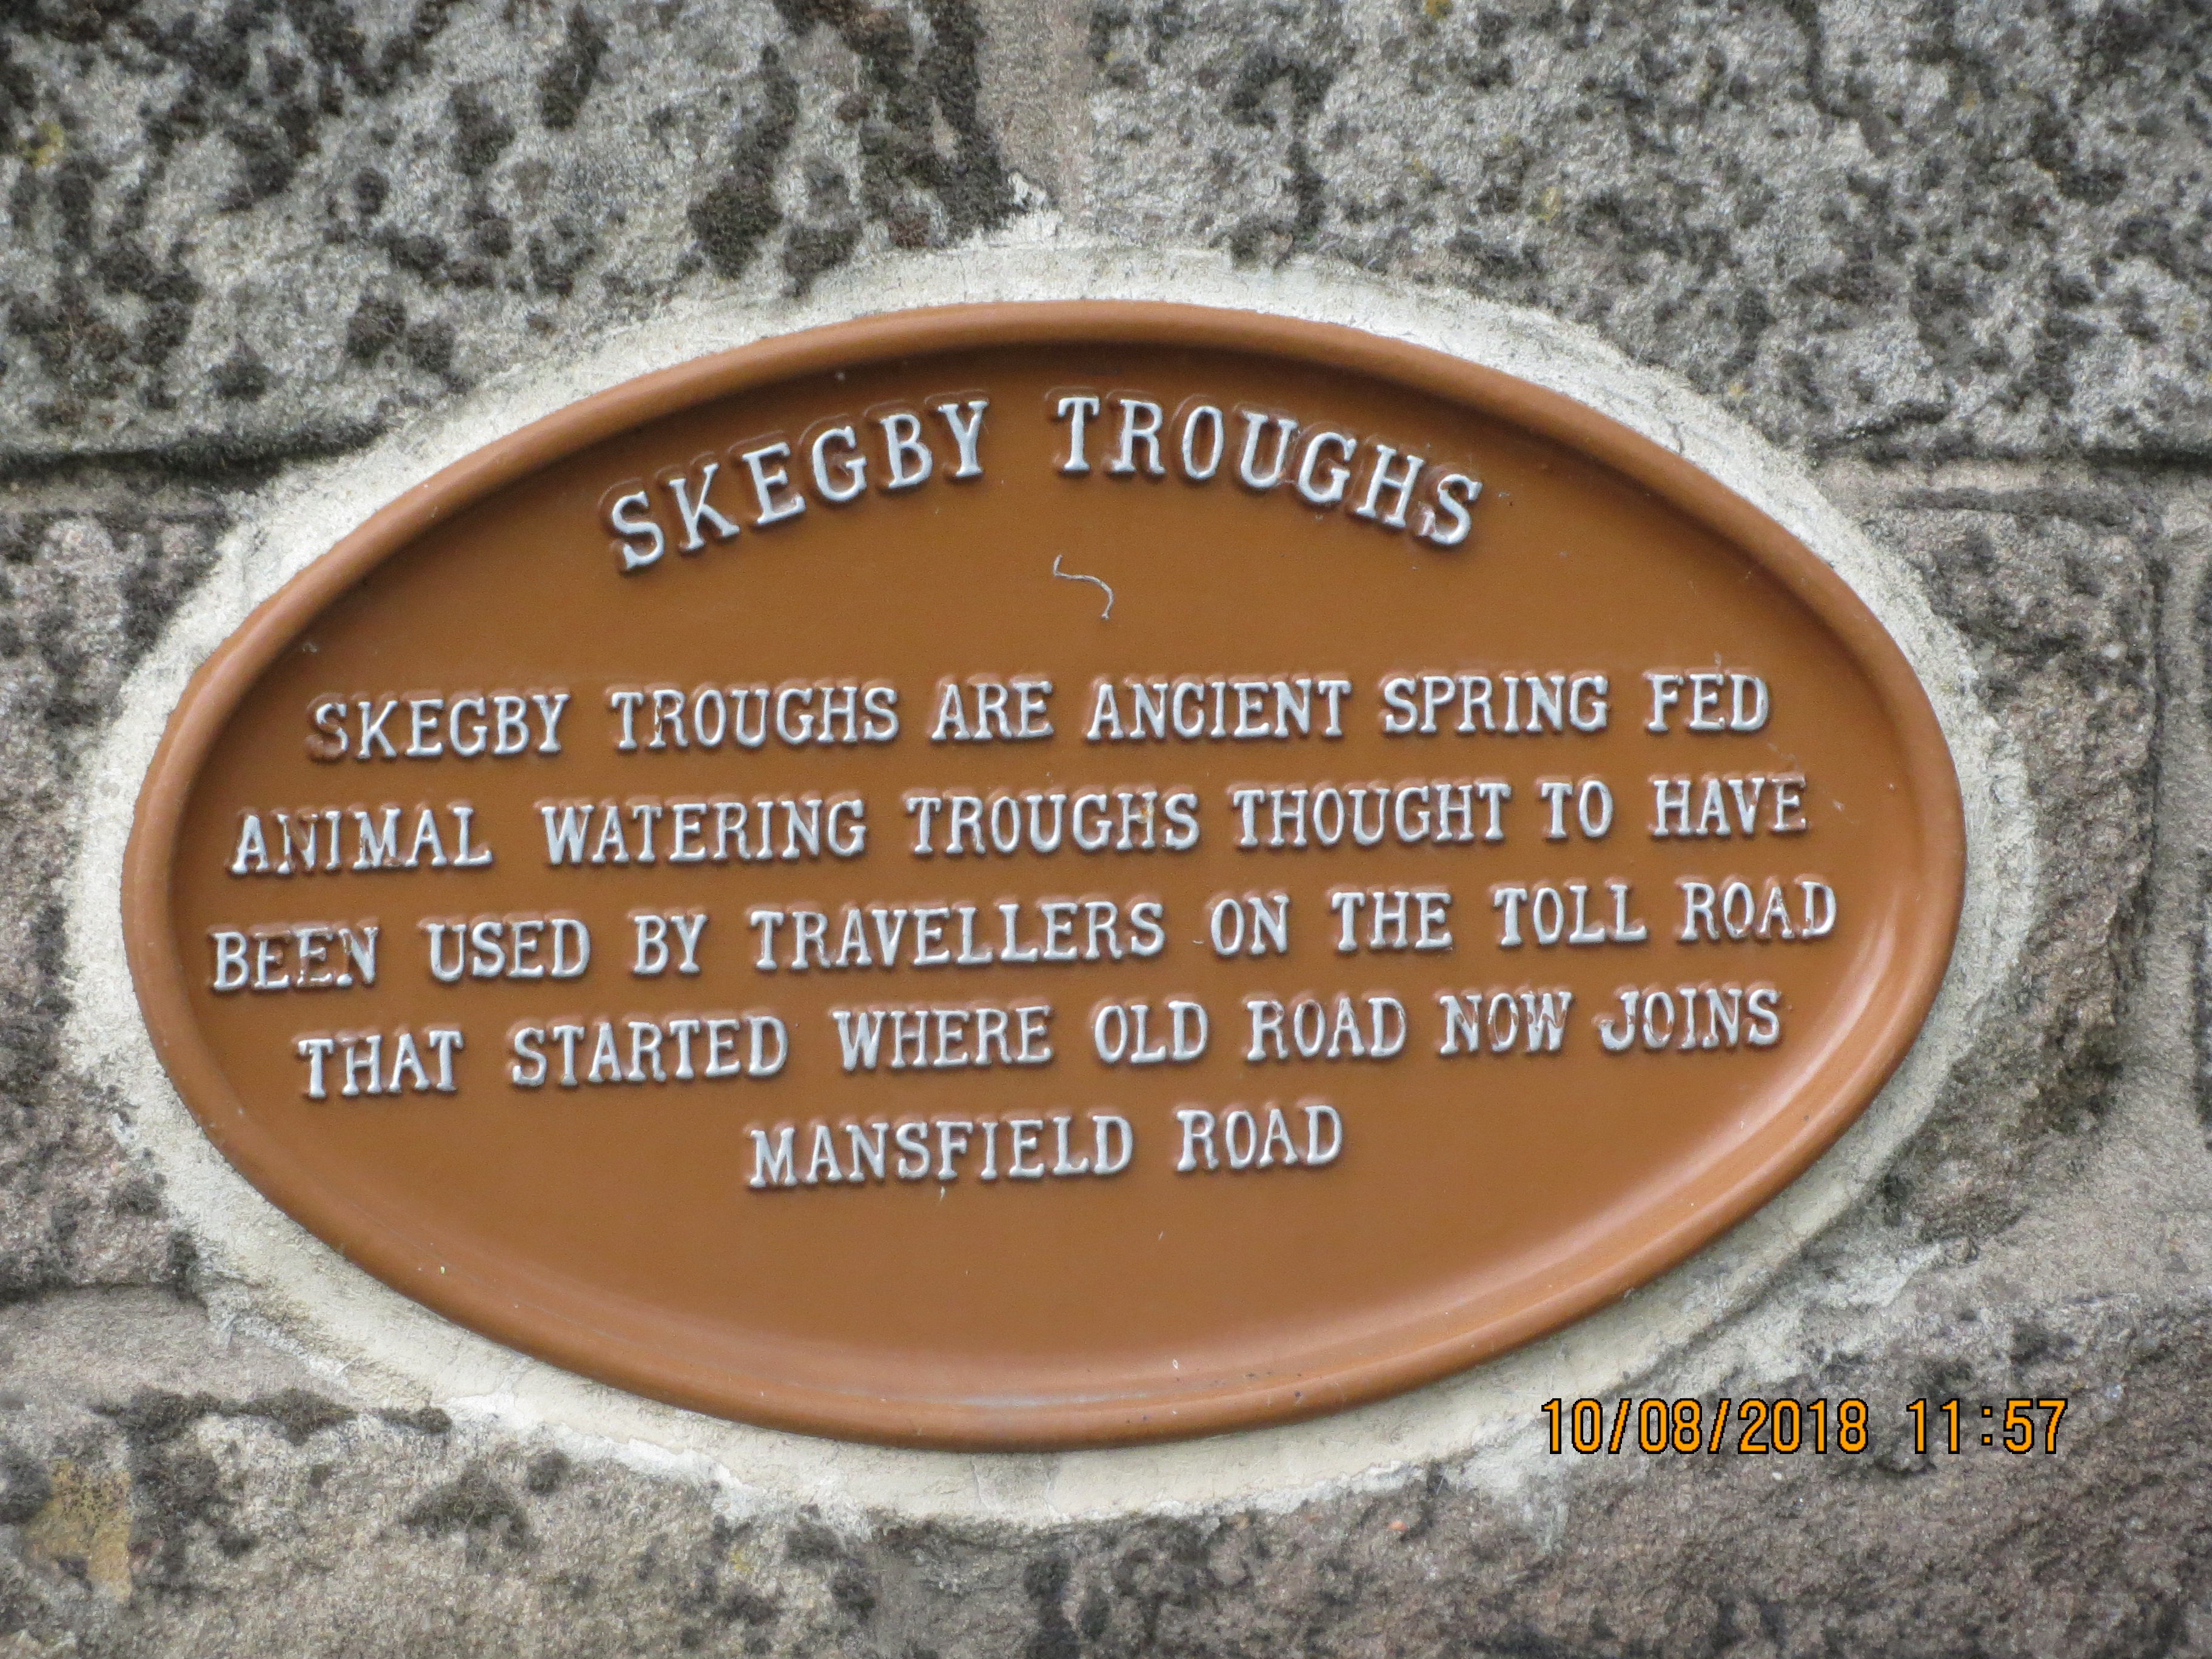 SKEGBY TROUGHS
SKEGBY TROUGHS ARE ANCIENT SPRING FED
ANIMAL WATERING TROUGHS THOUGHT TO HAVE
BEEN USED BY TRAVELLERS ON THE TOLL ROAD
THAT STARTED WHERE OLD ROAD NOW JOINS
MANSFIELD ROAD
10/08/2018 11:57